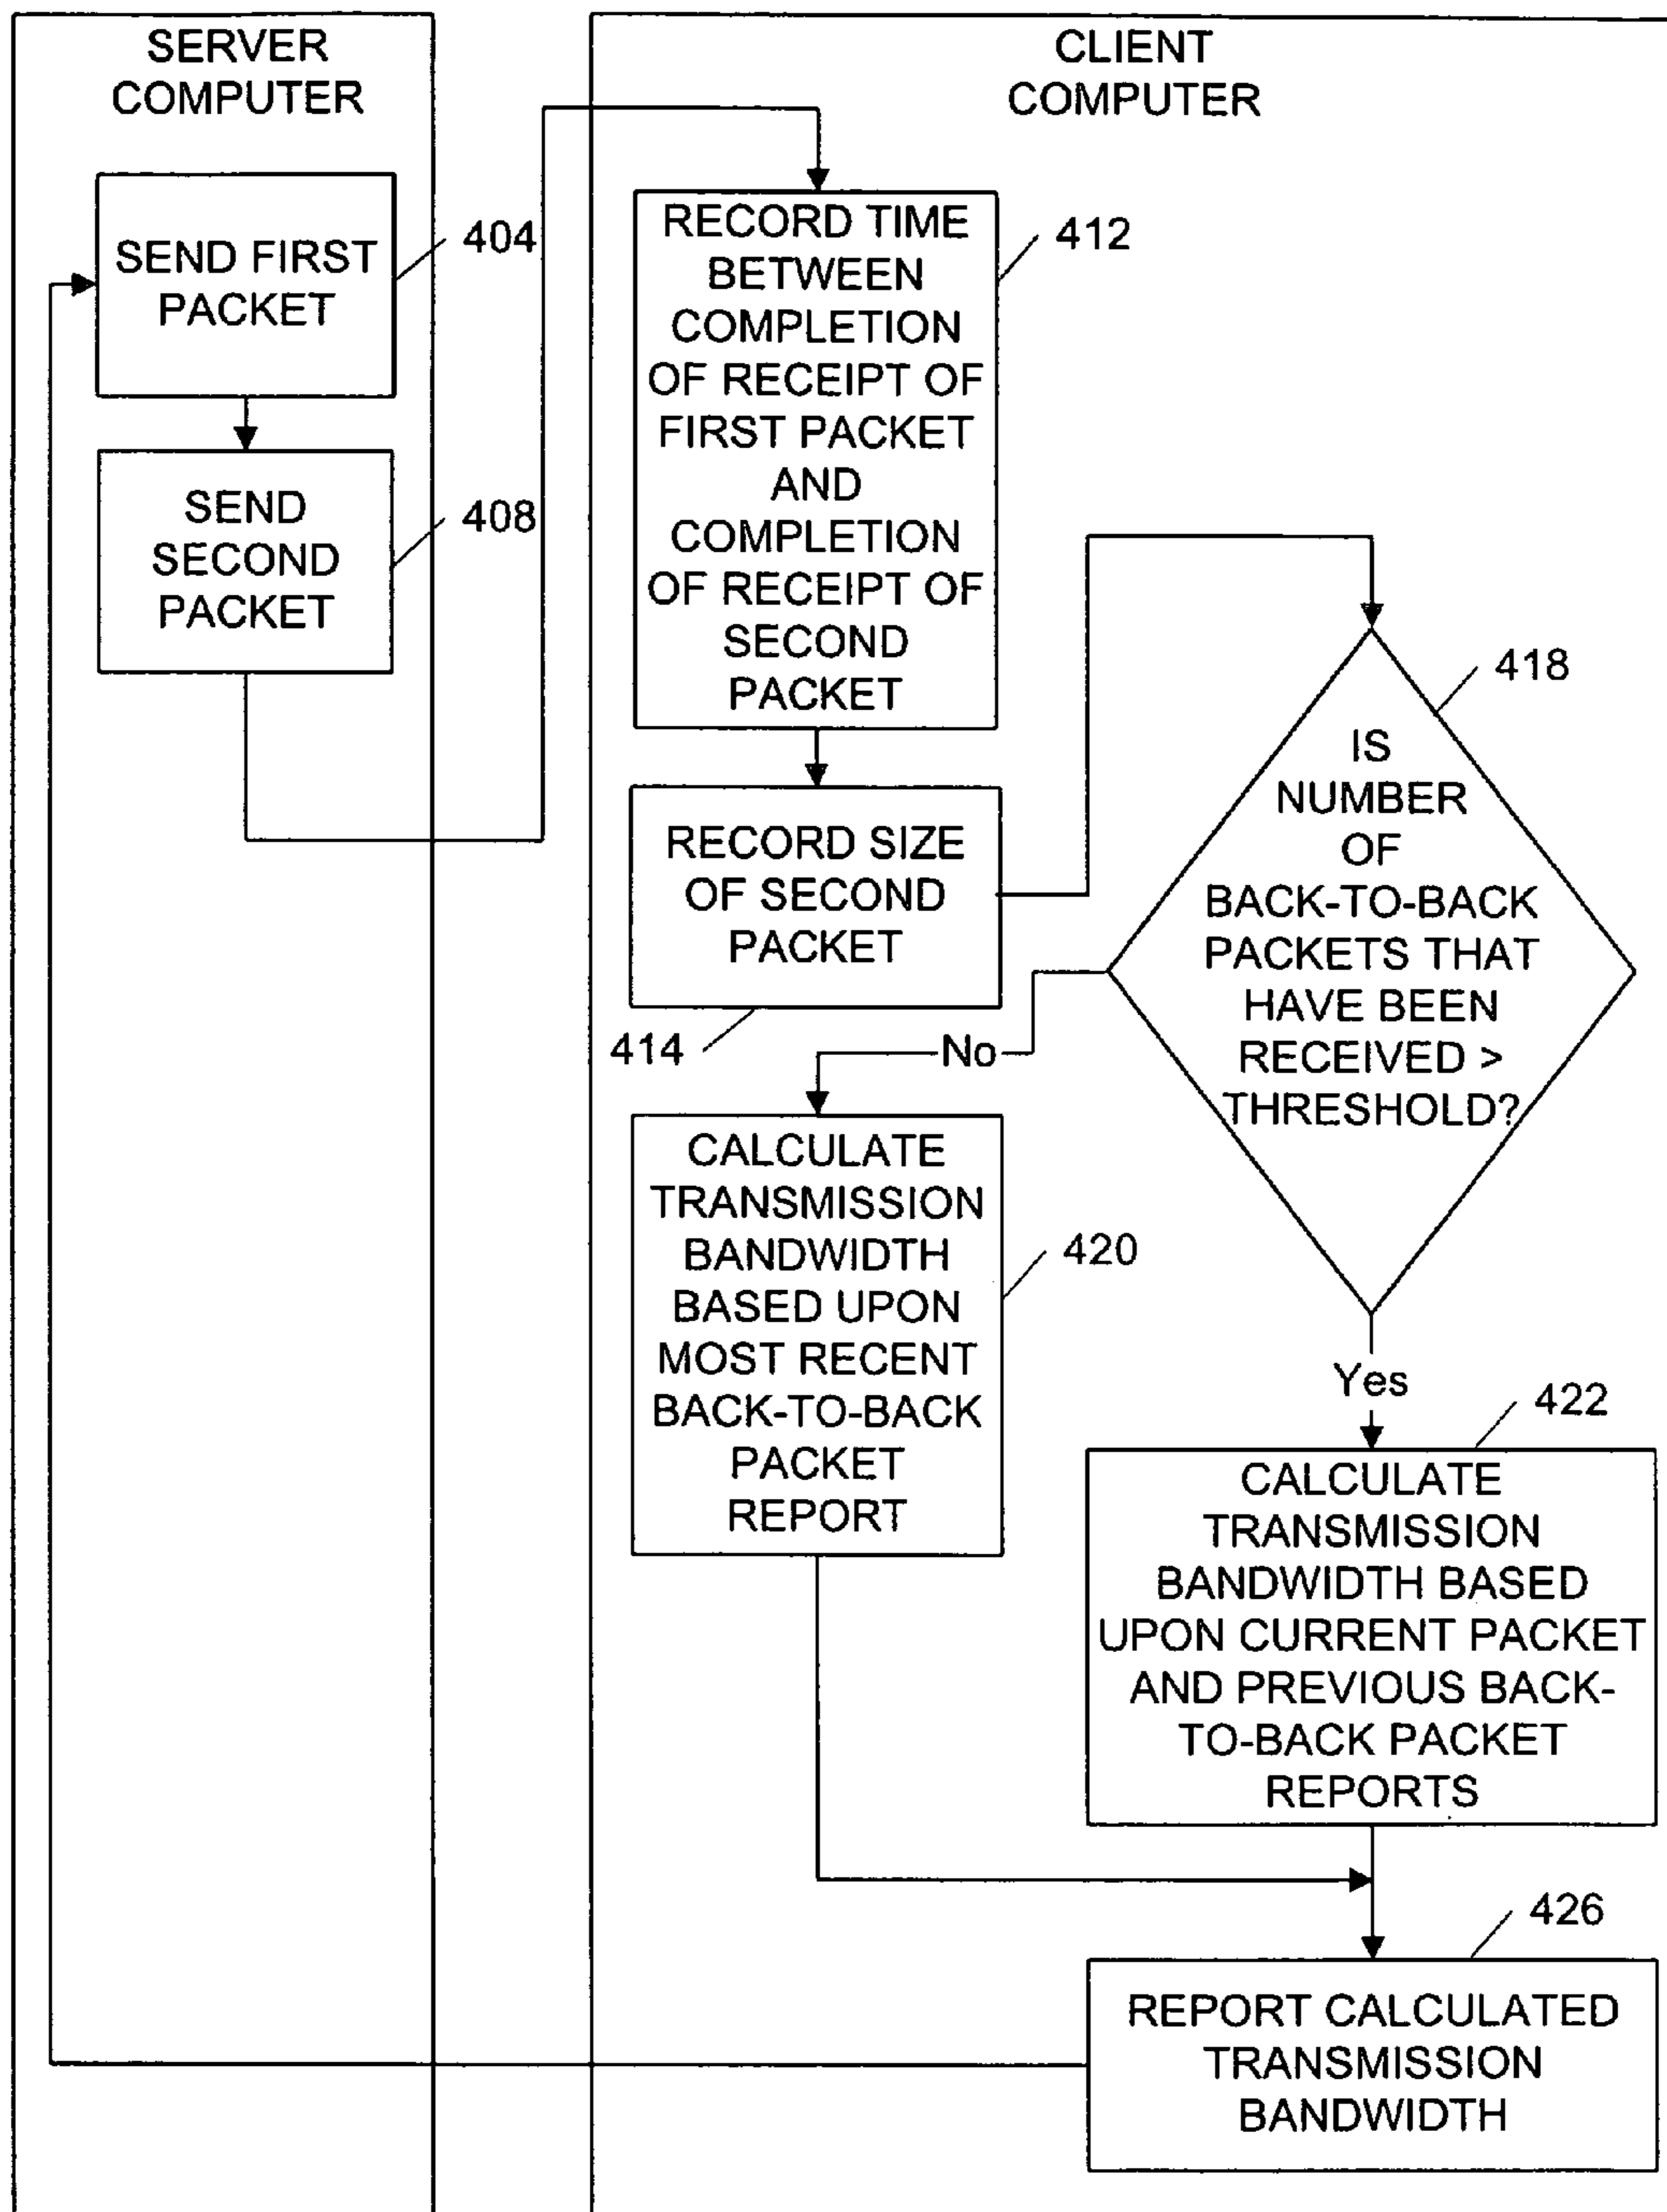 SERVER
COMPUTER
SEND FIRST
PACKET
404
SEND
SECOND
PACKET
408
CLIENT
COMPUTER
RECORD TIME
BETWEEN
COMPLETION
OF RECEIPT OF
FIRST PACKET
AND
COMPLETION
OF RECEIPT OF
SECOND
PACKET
412
RECORD SIZE
OF SECOND
PACKET
414
IS
NUMBER
OF
BACK-TO-BACK
PACKETS THAT
HAVE BEEN
RECEIVED >
THRESHOLD?
418
No
CALCULATE
TRANSMISSION
BANDWIDTH
BASED UPON
MOST RECENT
BACK-TO-BACK
PACKET
REPORT
420
Yes
422
CALCULATE
TRANSMISSION
BANDWIDTH BASED
UPON CURRENT PACKET
AND PREVIOUS BACK-
TO-BACK PACKET
REPORTS
426
REPORT CALCULATED
TRANSMISSION
BANDWIDTH